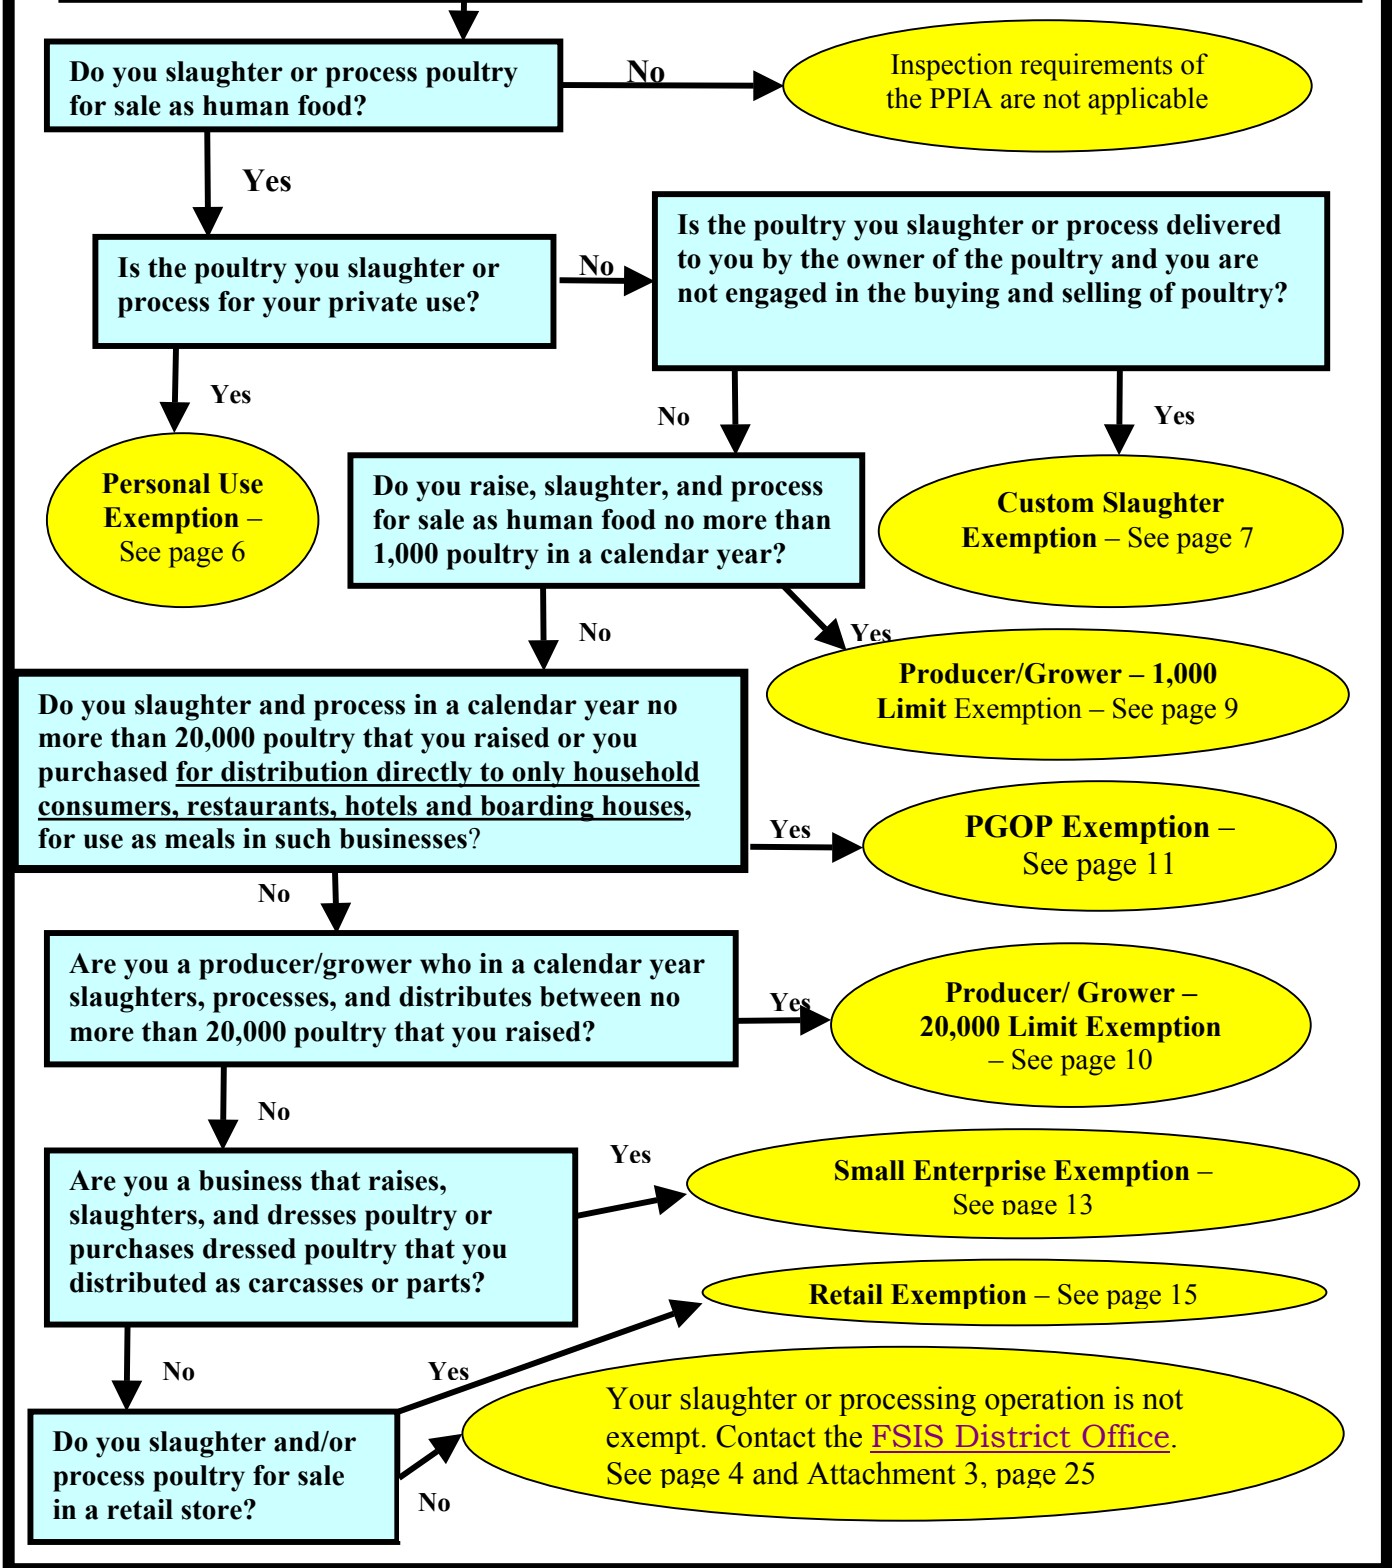 Do you slaughter or process poultry
for sale as human food?
No
Inspection requirements of
the PPIA are not applicable
Yes
Is the poultry you slaughter or
process for your private use?
No
Is the poultry you slaughter or process delivered
to you by the owner of the poultry and you are
not engaged in the buying and selling of poultry?
Yes
No
Yes
Personal Use
Exemption –
See page 6
Do you raise, slaughter, and process
for sale as human food no more than
1,000 poultry in a calendar year?
Custom Slaughter
Exemption – See page 7
No
Yes
Producer/Grower – 1,000
Limit Exemption – See page 9
Do you slaughter and process in a calendar year no
more than 20,000 poultry that you raised or you
purchased for distribution directly to only household
consumers, restaurants, hotels and boarding houses,
for use as meals in such businesses?
Yes
PGOP Exemption –
See page 11
No
Are you a producer/grower who in a calendar year
slaughters, processes, and distributes between no
more than 20,000 poultry that you raised?
Yes
Producer/ Grower –
20,000 Limit Exemption
– See page 10
No
Are you a business that raises,
slaughters, and dresses poultry or
purchases dressed poultry that you
distributed as carcasses or parts?
Yes
Small Enterprise Exemption –
See page 13
Retail Exemption – See page 15
No
Yes
Do you slaughter and/or
process poultry for sale
in a retail store?
No
Your slaughter or processing operation is not
exempt. Contact the FSIS District Office.
See page 4 and Attachment 3, page 25